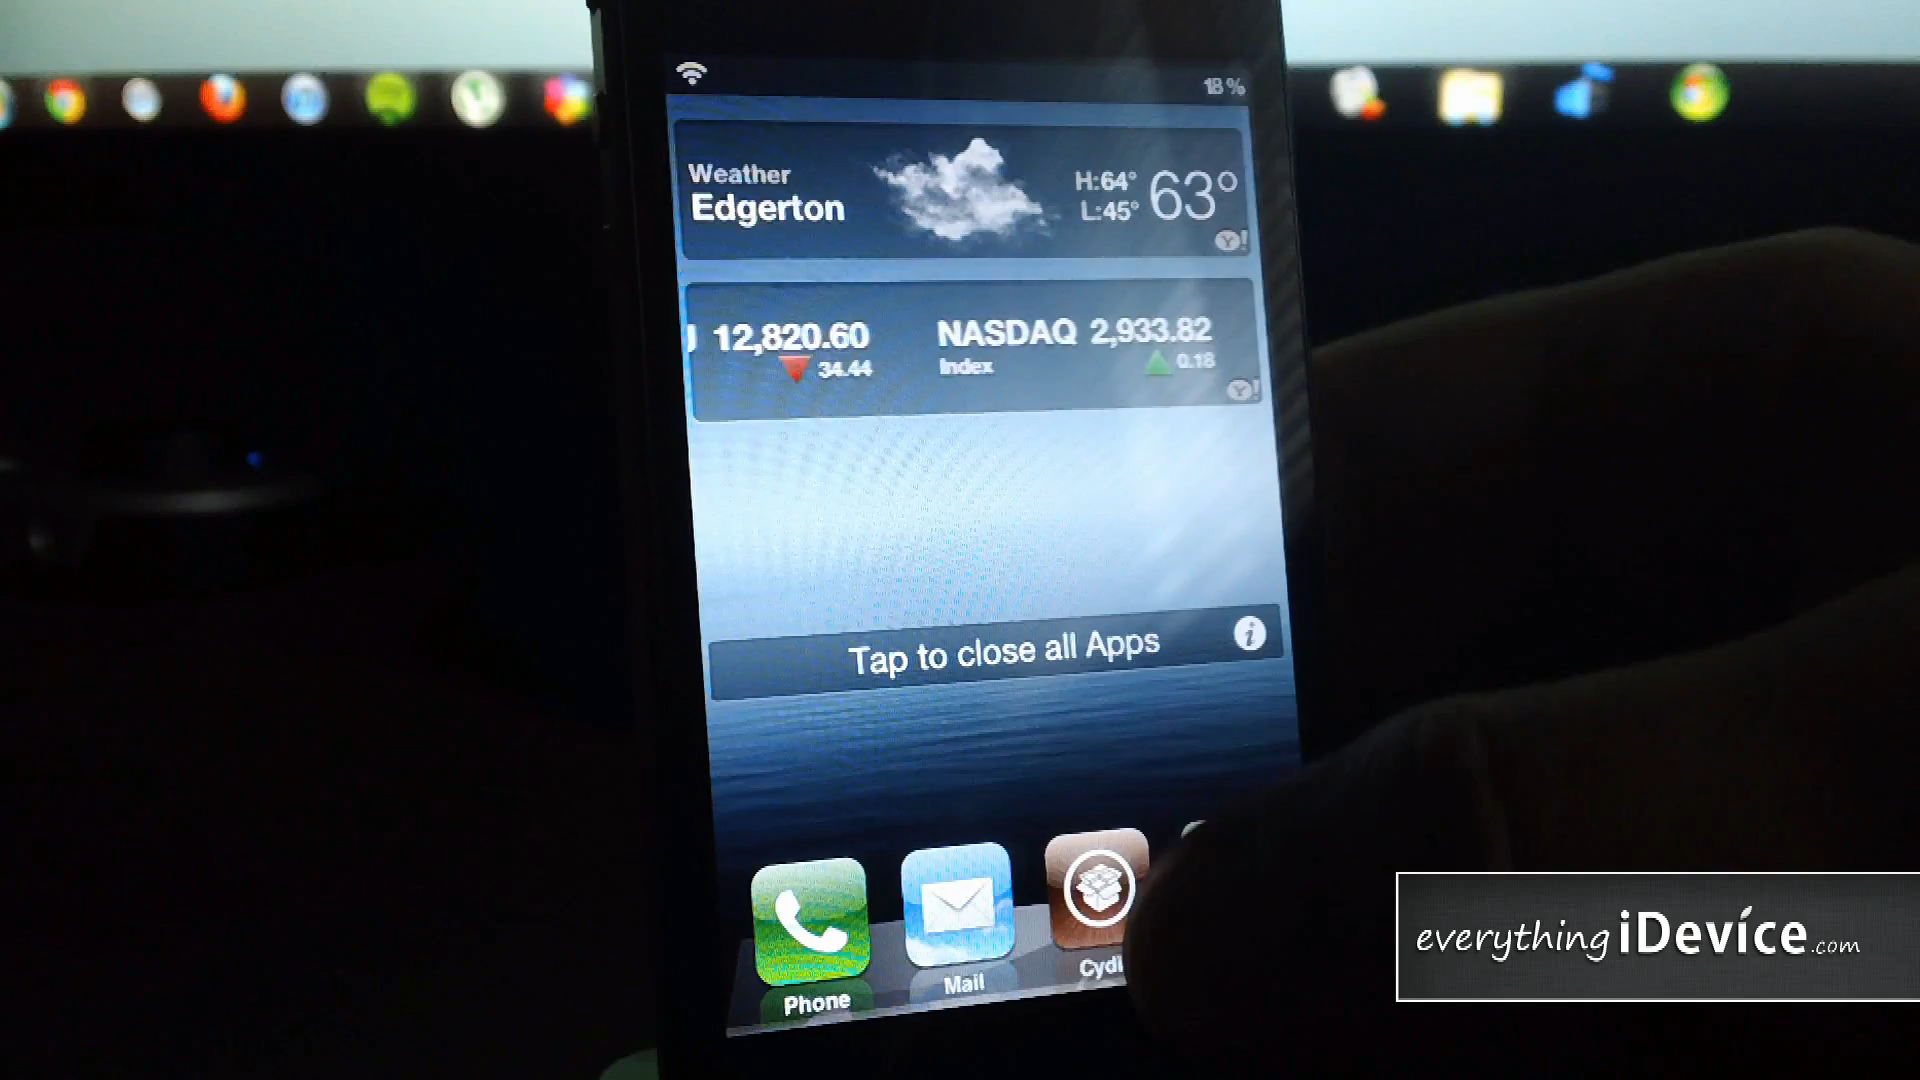 18%
Weather
Edgerton
H:64°
L:45°
63°
Y!
12,820.60
34.44
NASDAQ 2,933.82
Index
0.18
Y!
Tap to close all Apps
i
Phone
Mail
Cydi
everything iDevice.com